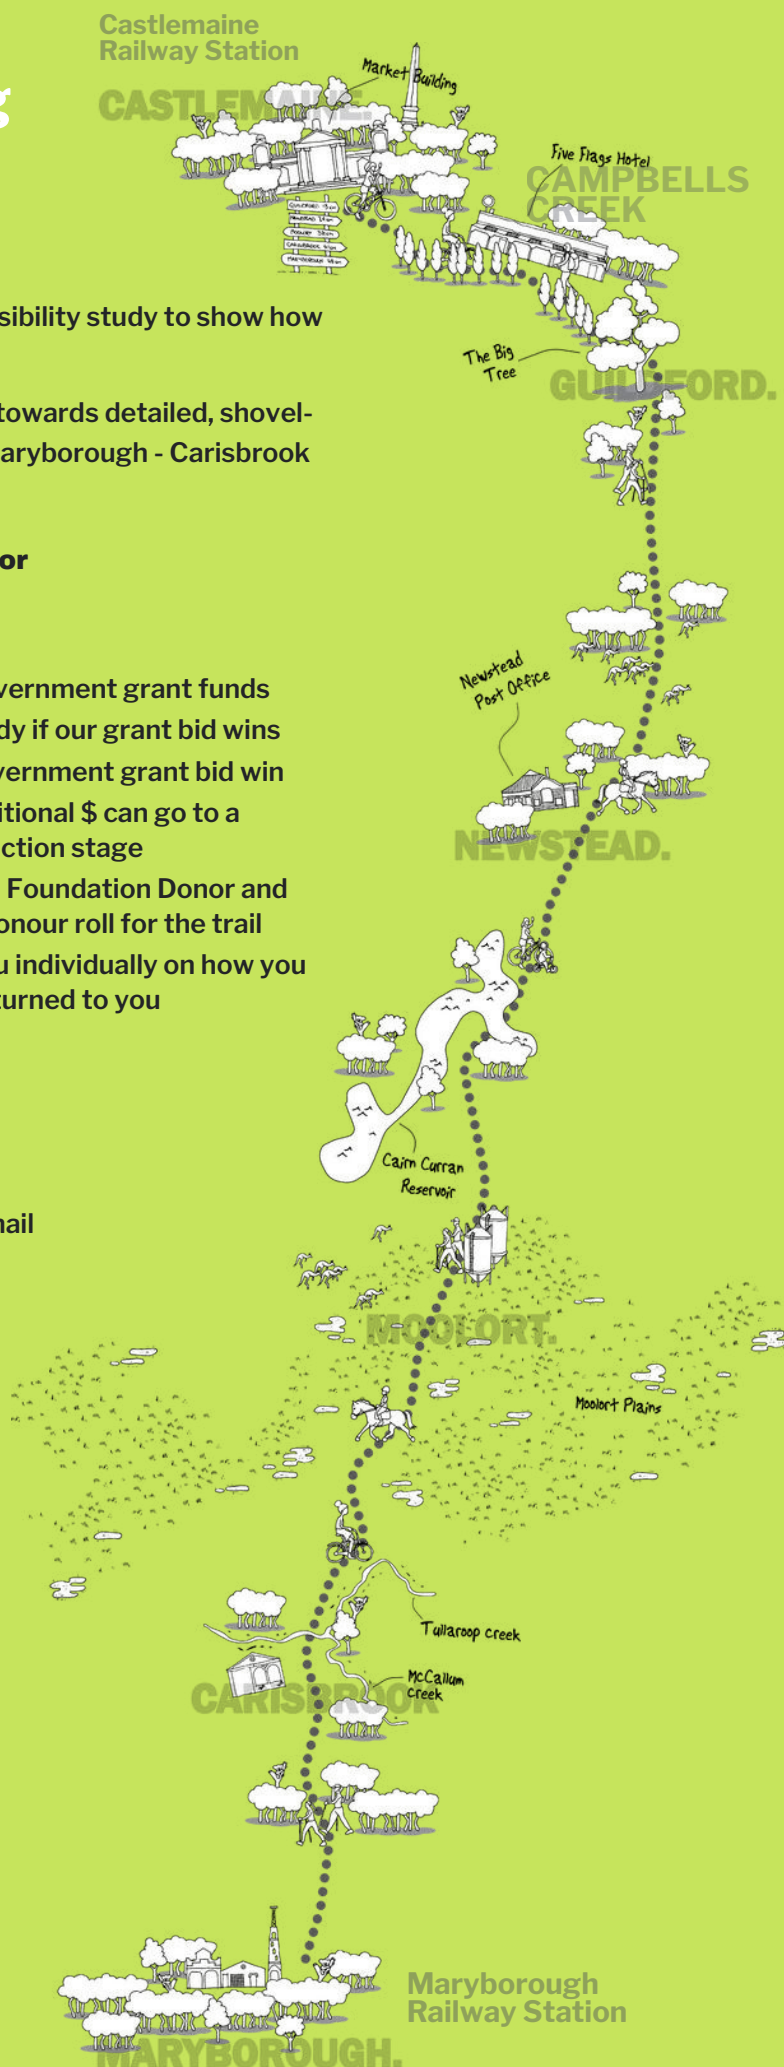 Castlemaine
Railway Station
g
Market Building
CASTLEMAINE.
Five Flags Hotel
CAMPBELLS
CREEK
sibility study to show how
The Big
Tree
GUILDFORD.
towards detailed, shovel-
aryborough - Carisbrook
or
vernment grant funds
Newstead
Post Office
dy if our grant bid wins
vernment grant bid win
itional $ can go to a
ction stage
NEWSTEAD.
Foundation Donor and
onour roll for the trail
u individually on how you
turned to you
Cairn Curran
Reservoir
nail
MOOLORT.
Moolort Plains
Tullaroop Creek
McCallum
Creek
CARISBROOK
Maryborough
Railway Station
MARYBOROUGH.